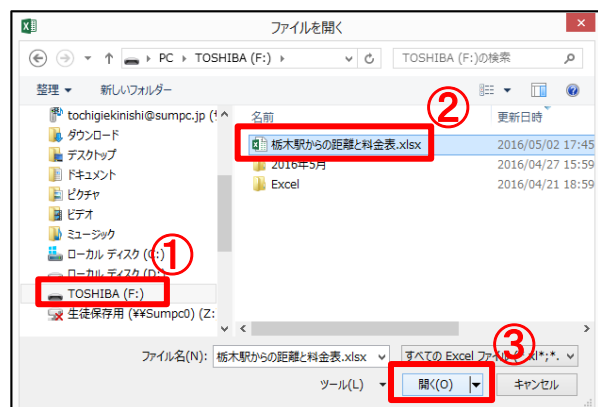 ファイルを開く
PC ▸ TOSHIBA (F:) ▸
TOSHIBA (F:)の検索
整理 新しいフォルダー
tochigiekinishi@sumpc.jp
ダウンロード
デスクトップ
ドキュメント
ピクチャ
ビデオ
ミュージック
ローカル ディスク (C:)
ローカル ディスク (D:)
TOSHIBA (F:)
生徒保存用 (¥¥Sumpc0) (Z:
①
名前 更新日時
②
栃木駅からの距離と料金表.xlsx 2016/05/02 17:45
2016年5月 2016/04/27 15:59
Excel 2016/04/21 18:59
ファイル名(N): 栃木駅からの距離と料金表.xlsx
すべての Excel
③
ツール(L) 開く(O) キャンセル